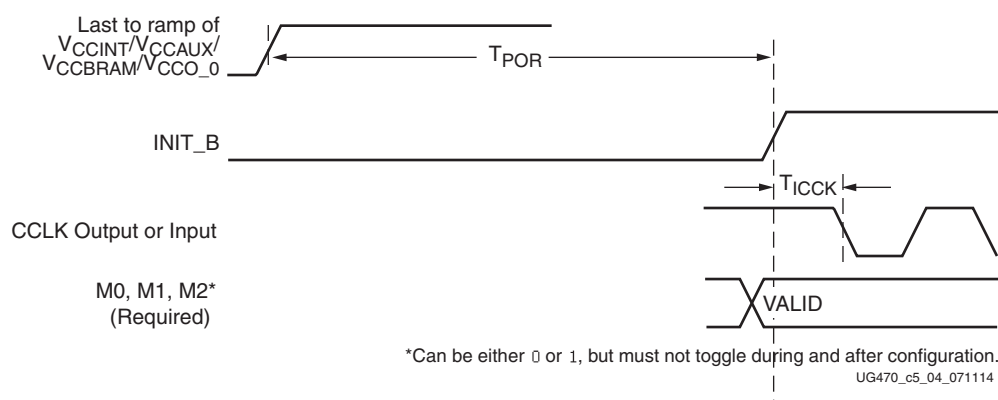 Last to ramp of
VCCINT/VCCAUX/
VCCBRAM/VCCO_0
TPOR
INIT_B
TICCK
CCLK Output or Input
M0, M1, M2*
(Required)
VALID
*Can be either 0 or 1, but must not toggle during and after configuration.
UG470_c5_04_071114